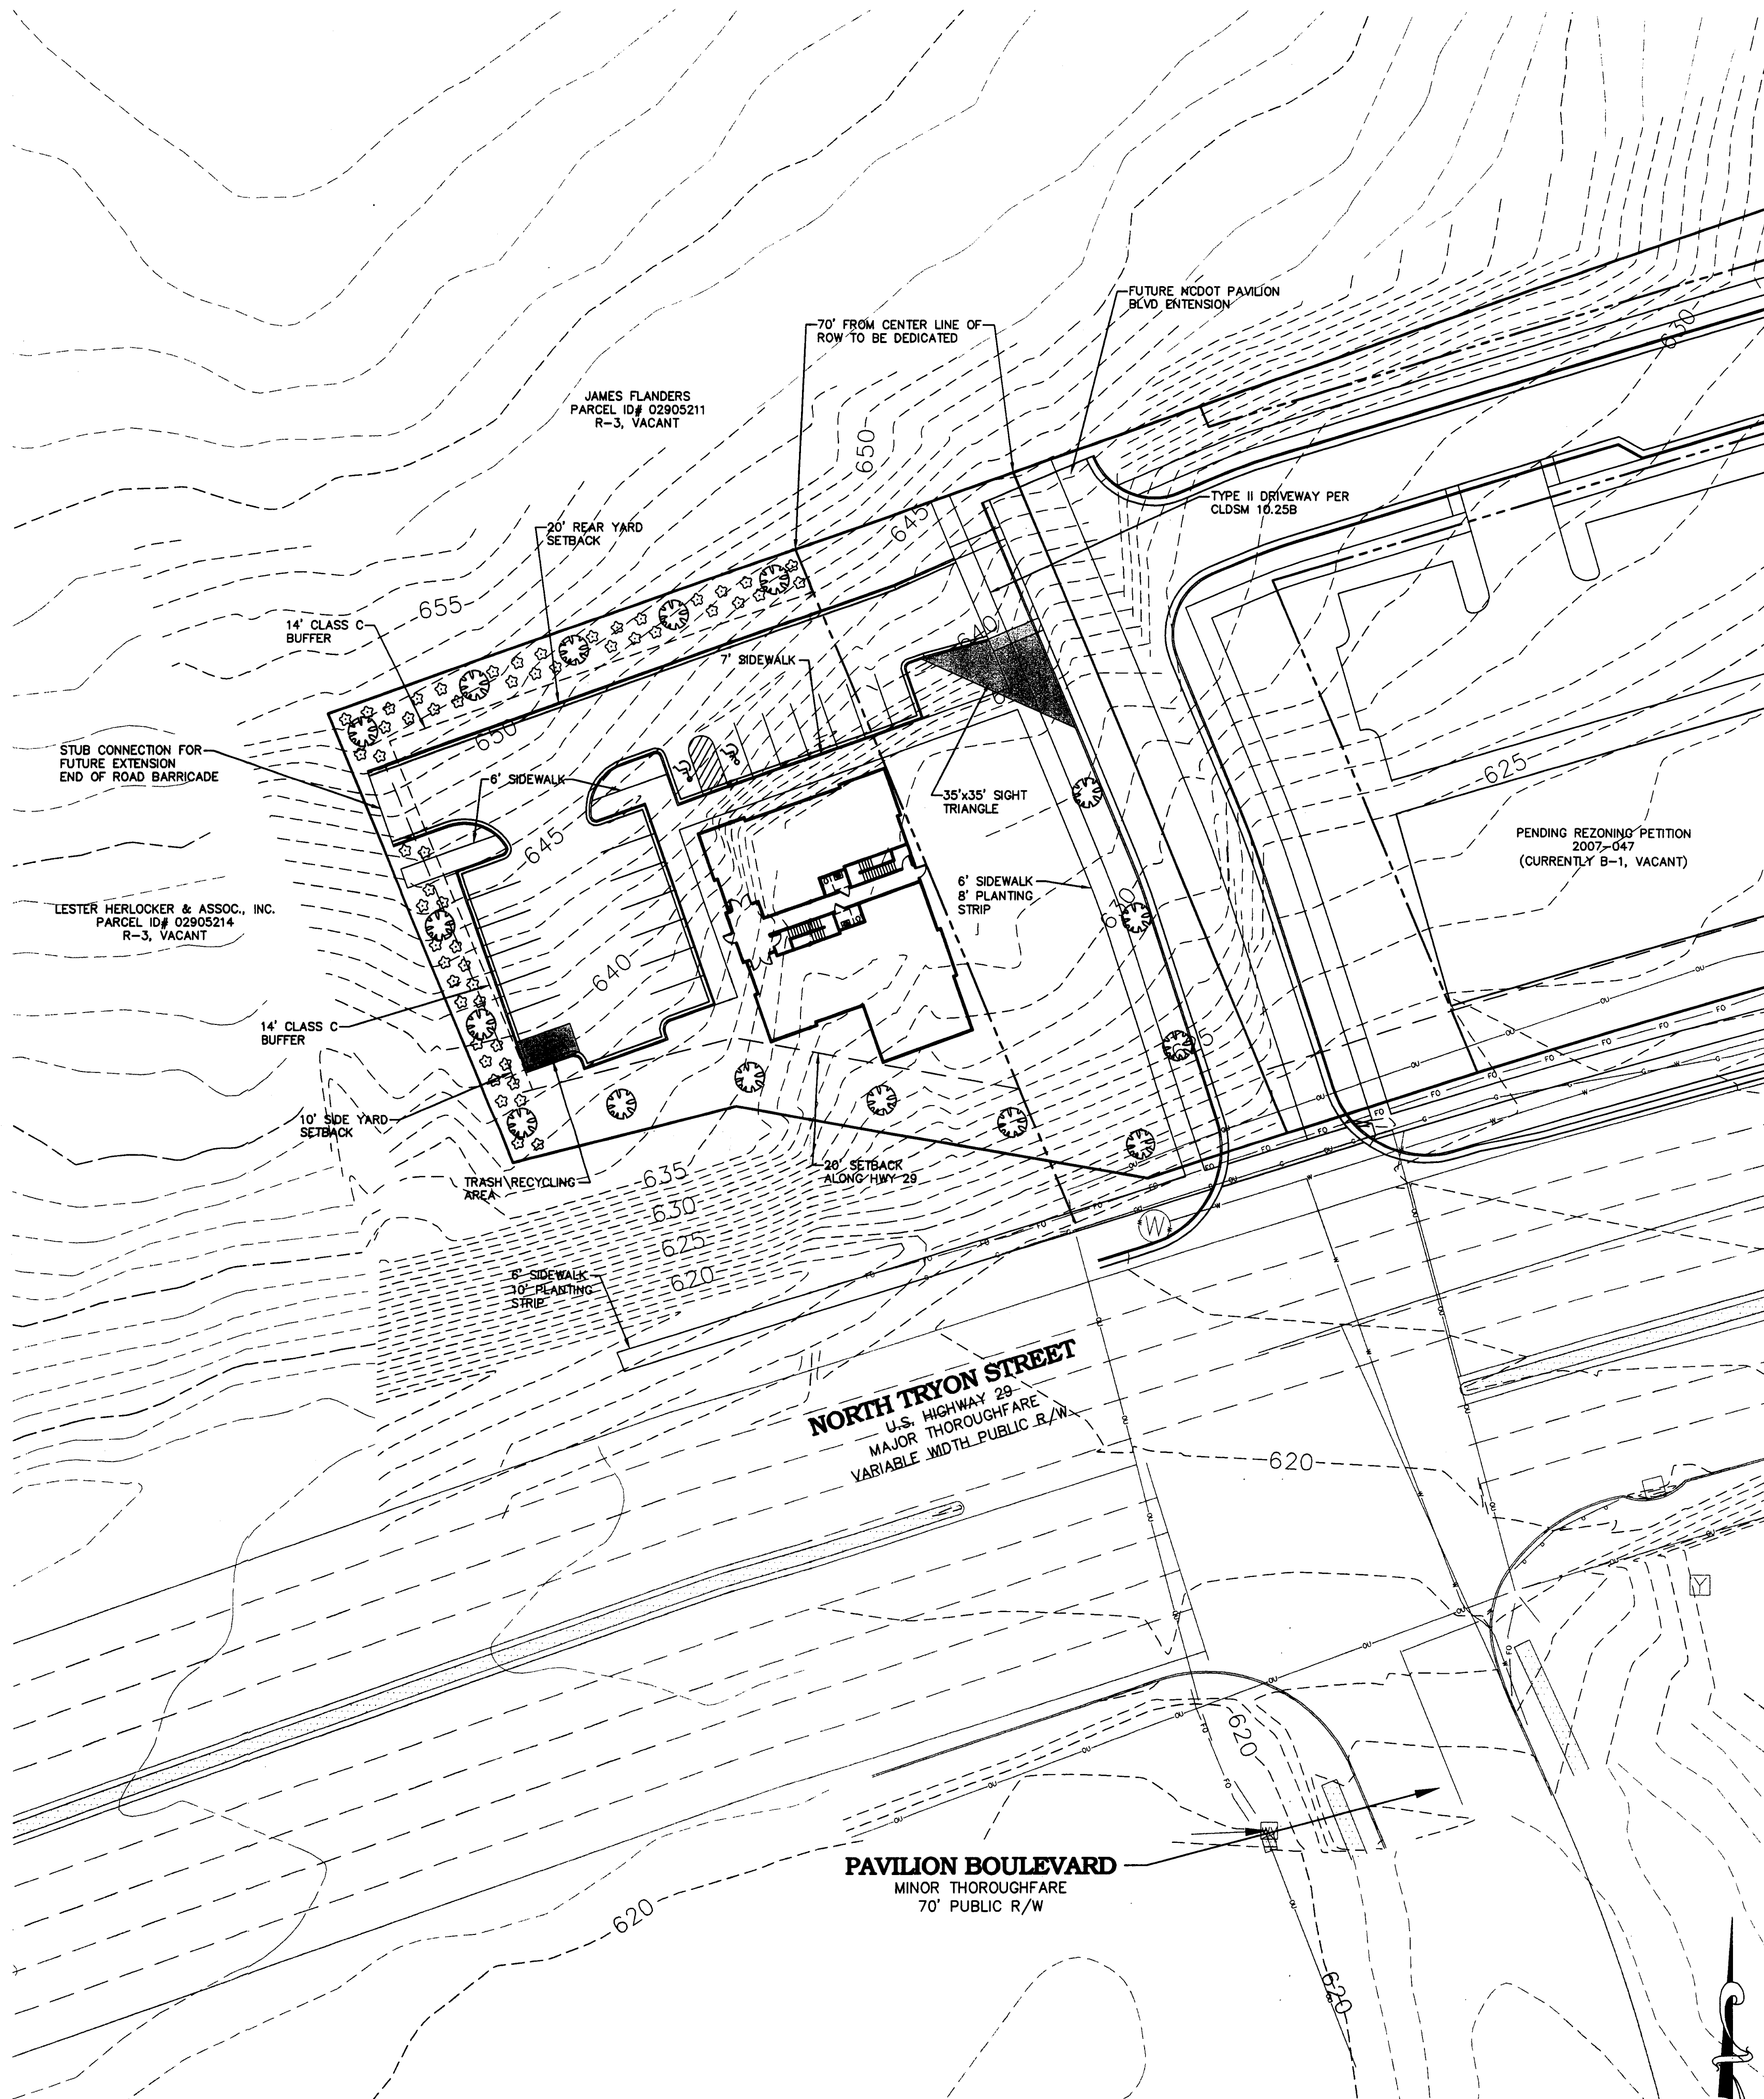 FUTURE NCDOT PAVILION
BLVD ENTENSION
70' FROM CENTER LINE OF
ROW TO BE DEDICATED
630
JAMES FLANDERS
PARCEL ID# 02905211
R-3, VACANT
650
TYPE II DRIVEWAY PER
CLDSM 10.25B
645
20' REAR YARD
SETBACK
655
14' CLASS C
BUFFER
640
7' SIDEWALK
650
STUB CONNECTION FOR
FUTURE EXTENSION
END OF ROAD BARRICADE
6' SIDEWALK
625
35'x35' SIGHT
TRIANGLE
645
PENDING REZONING PETITION
2007-047
(CURRENTLY B-1, VACANT)
6' SIDEWALK
8' PLANTING
STRIP
630
LESTER HERLOCKER & ASSOC., INC.
PARCEL ID# 02905214
R-3, VACANT
640
14' CLASS C
BUFFER
10' SIDE YARD
SETBACK
TRASH\RECYCLING
AREA
20' SETBACK
ALONG HWY 29
635
630
625
620
6' SIDEWALK
10' PLANTING
STRIP
W
NORTH TRYON STREET
U.S. HIGHWAY 29
MAJOR THOROUGHFARE
VARIABLE WIDTH PUBLIC R/W
620
Y
620
PAVILION BOULEVARD
MINOR THOROUGHFARE
70' PUBLIC R/W
620
620